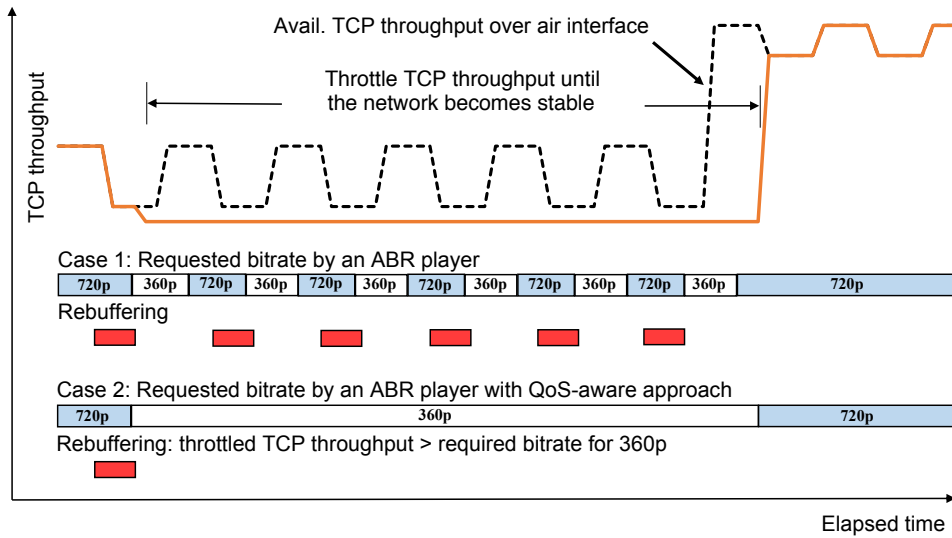 Avail. TCP throughput over air interface
Throttle TCP throughput until
the network becomes stable
TCP throughput
Case 1: Requested bitrate by an ABR player
720p 360p 720p 360p 720p 360p 720p 360p 720p 360p 720p 360p 720p
Rebuffering
Case 2: Requested bitrate by an ABR player with QoS-aware approach
720p 360p 720p
Rebuffering: throttled TCP throughput > required bitrate for 360p
Elapsed time